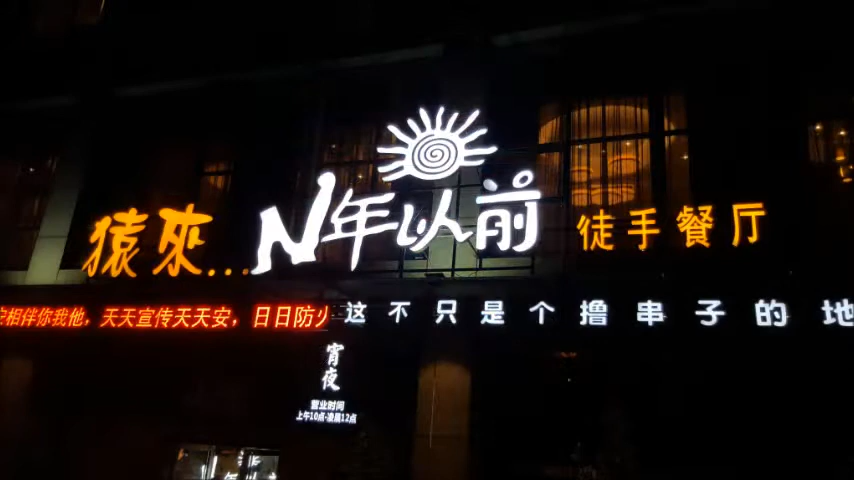 猿來...
N年以前
徒手餐厅
相伴你我他，天天宣传天天安，日日防火
这不只是个撸串子的地
宵夜
营业时间
上午10点-凌晨12点